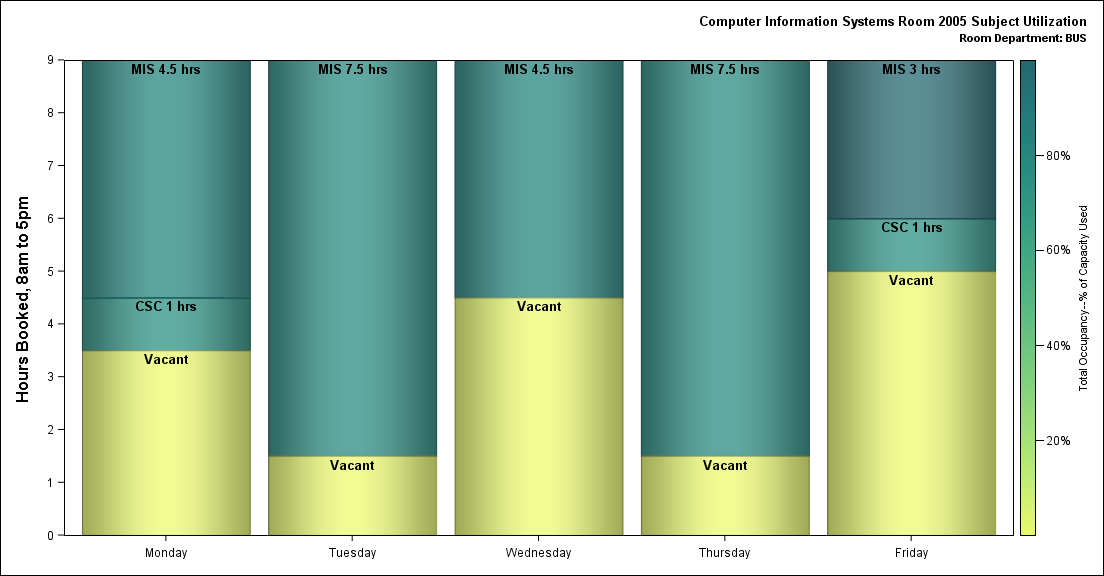 Computer Information Systems Room 2005 Subject Utilization
Room Department: BUS
Hours Booked, 8am to 5pm
9
8
7
6
5
4
3
2
1
0
MIS 4.5 hrs
CSC 1 hrs
Vacant
MIS 7.5 hrs
Vacant
MIS 4.5 hrs
Vacant
MIS 7.5 hrs
Vacant
MIS 3 hrs
CSC 1 hrs
Vacant
Monday
Tuesday
Wednesday
Thursday
Friday
80%
60%
40%
20%
Total Occupancy--% of Capacity Used